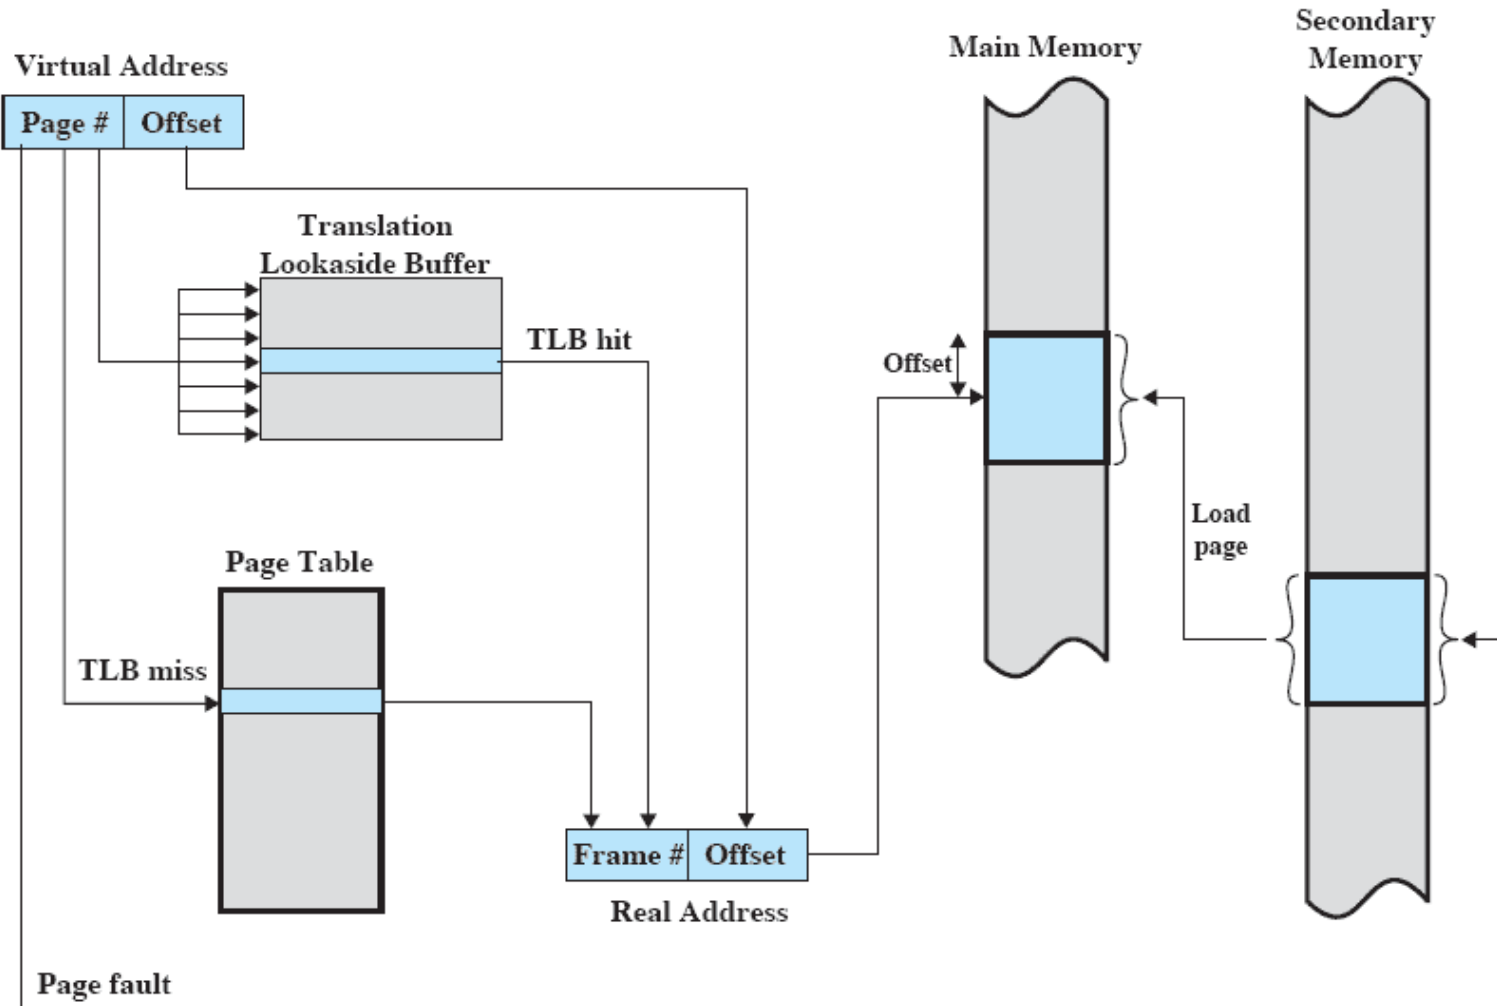 Secondary
Memory
Main Memory
Virtual Address
Page #
Offset
Translation
Lookaside Buffer
TLB hit
Offset
Load
page
Page Table
TLB miss
Frame #
Offset
Real Address
Page fault